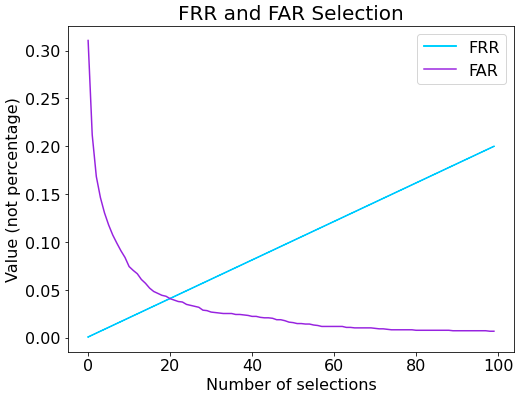 FRR and FAR Selection
FRR
FAR
Value (not percentage)
0.30
0.25
0.20
0.15
0.10
0.05
0.00
0 20 40 60 80 100
Number of selections